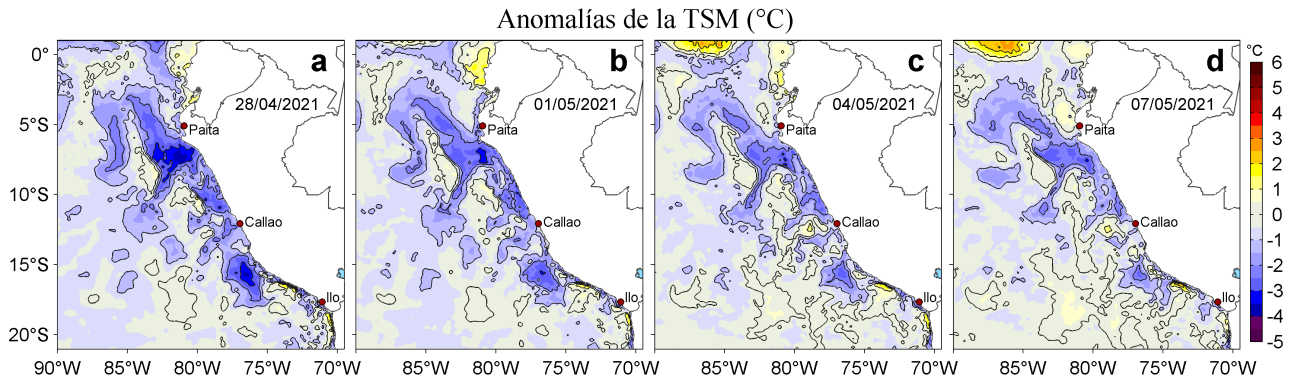 Anomalías de la TSM (°C)
a b c d
28/04/2021 01/05/2021 04/05/2021 07/05/2021
°C
0°
5°S
10°S
15°S
20°S
Paita Paita Paita Paita
Callao Callao Callao Callao
Ilo Ilo Ilo Ilo
90°W 85°W 80°W 75°W 70°W 85°W 80°W 75°W 70°W 85°W 80°W 75°W 70°W 85°W 80°W 75°W 70°W
6
5
4
3
2
1
0
-1
-2
-3
-4
-5